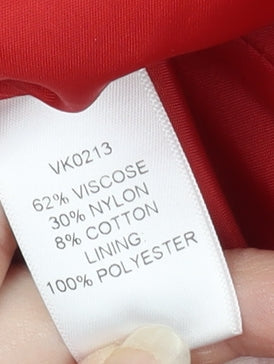 VK0213
62% VISCOSE
30% NYLON
8% COTTON
LINING:
100% POLYESTER